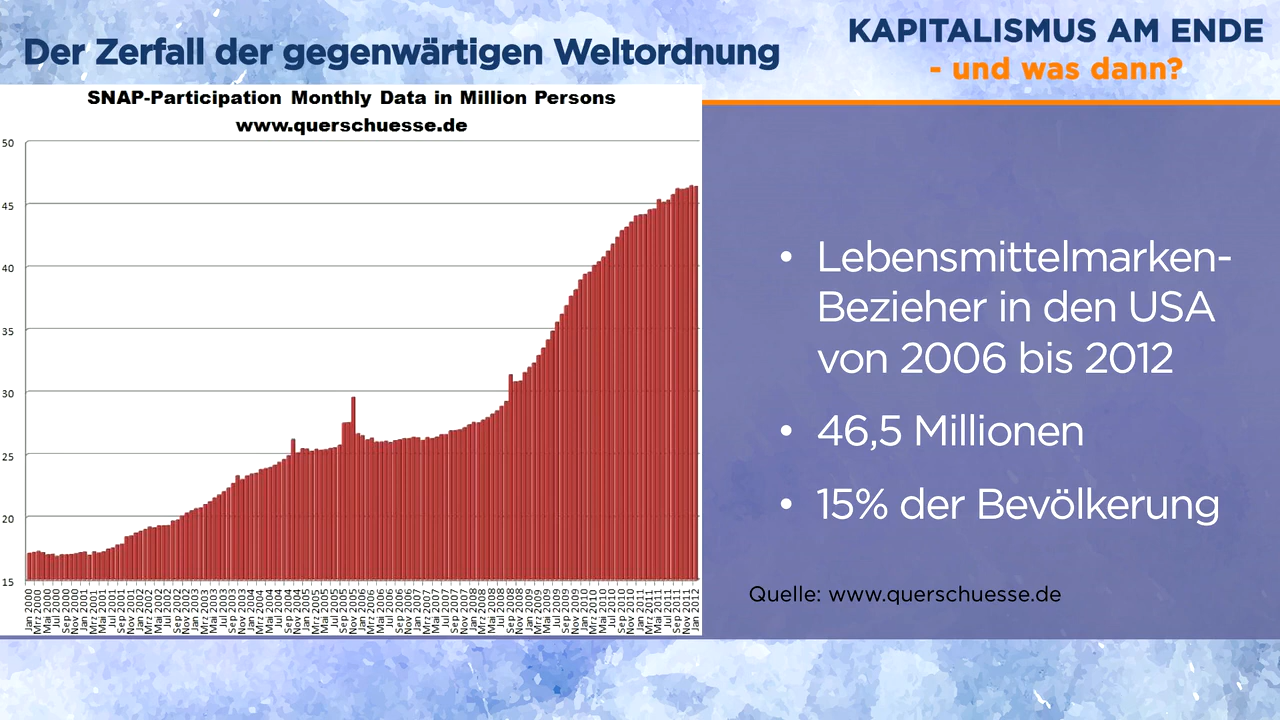 Der Zerfall der gegenwärtigen Weltordnung
KAPITALISMUS AM ENDE
- und was dann?
SNAP-Participation Monthly Data in Million Persons
www.querschuesse.de
50
45
40
35
30
25
20
15
Jan 2000
Mrz 2000
Mai 2000
Jul 2000
Sep 2000
Nov 2000
Jan 2001
Mrz 2001
Mai 2001
Jul 2001
Sep 2001
Nov 2001
Jan 2002
Mrz 2002
Mai 2002
Jul 2002
Sep 2002
Nov 2002
Jan 2003
Mrz 2003
Mai 2003
Jul 2003
Sep 2003
Nov 2003
Jan 2004
Mrz 2004
Mai 2004
Jul 2004
Sep 2004
Nov 2004
Jan 2005
Mrz 2005
Mai 2005
Jul 2005
Sep 2005
Nov 2005
Jan 2006
Mrz 2006
Mai 2006
Jul 2006
Sep 2006
Nov 2006
Jan 2007
Mrz 2007
Mai 2007
Jul 2007
Sep 2007
Nov 2007
Jan 2008
Mrz 2008
Mai 2008
Jul 2008
Sep 2008
Nov 2008
Jan 2009
Mrz 2009
Mai 2009
Jul 2009
Sep 2009
Nov 2009
Jan 2010
Mrz 2010
Mai 2010
Jul 2010
Sep 2010
Nov 2010
Jan 2011
Mrz 2011
Mai 2011
Jul 2011
Sep 2011
Nov 2011
Jan 2012
• Lebensmittelmarken-
Bezieher in den USA
von 2006 bis 2012
• 46,5 Millionen
• 15% der Bevölkerung
Quelle: www.querschuesse.de